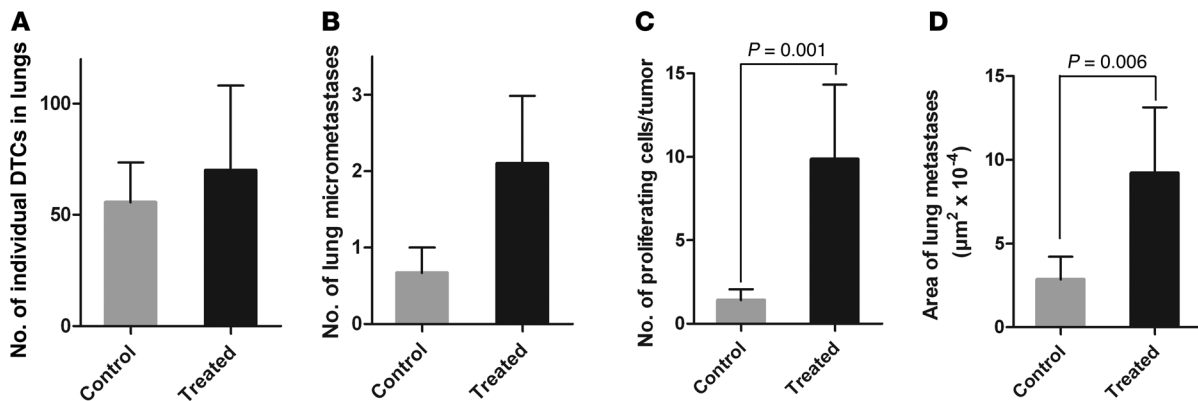 A
No. of individual DTCs in lungs
100
50
0
Control
Treated
B
No. of lung micrometastases
3
2
1
0
Control
Treated
C
No. of proliferating cells/tumor
P = 0.001
15
10
5
0
Control
Treated
D
Area of lung metastases
(µm² x 10⁻⁴)
P = 0.006
15
10
5
0
Control
Treated